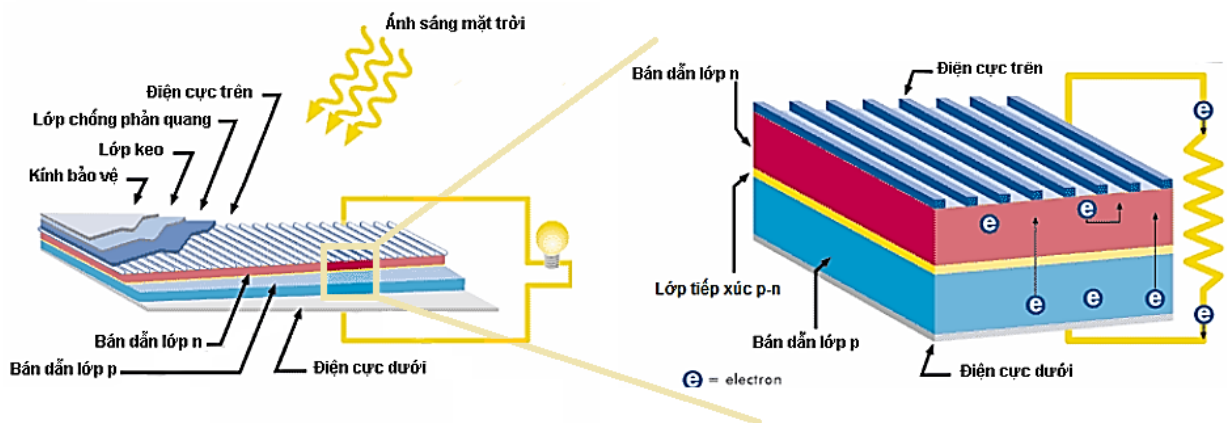 Ánh sáng mặt trời
Điện cực trên
Lớp chống phản quang
Lớp keo
Kính bảo vệ
Bán dẫn lớp n
Bán dẫn lớp p
Điện cực dưới
Bán dẫn lớp n
Điện cực trên
e
e
e
e
e
e
e
Lớp tiếp xúc p-n
Bán dẫn lớp p
Điện cực dưới
e = electron